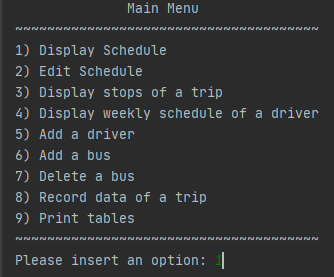 Main Menu
~~~~~~~~~~~~~~~~~~~~~~~~~~~~~~~~~~~~~~
1) Display Schedule
2) Edit Schedule
3) Display stops of a trip
4) Display weekly schedule of a driver
5) Add a driver
6) Add a bus
7) Delete a bus
8) Record data of a trip
9) Print tables
~~~~~~~~~~~~~~~~~~~~~~~~~~~~~~~~~~~~~~
Please insert an option: 1